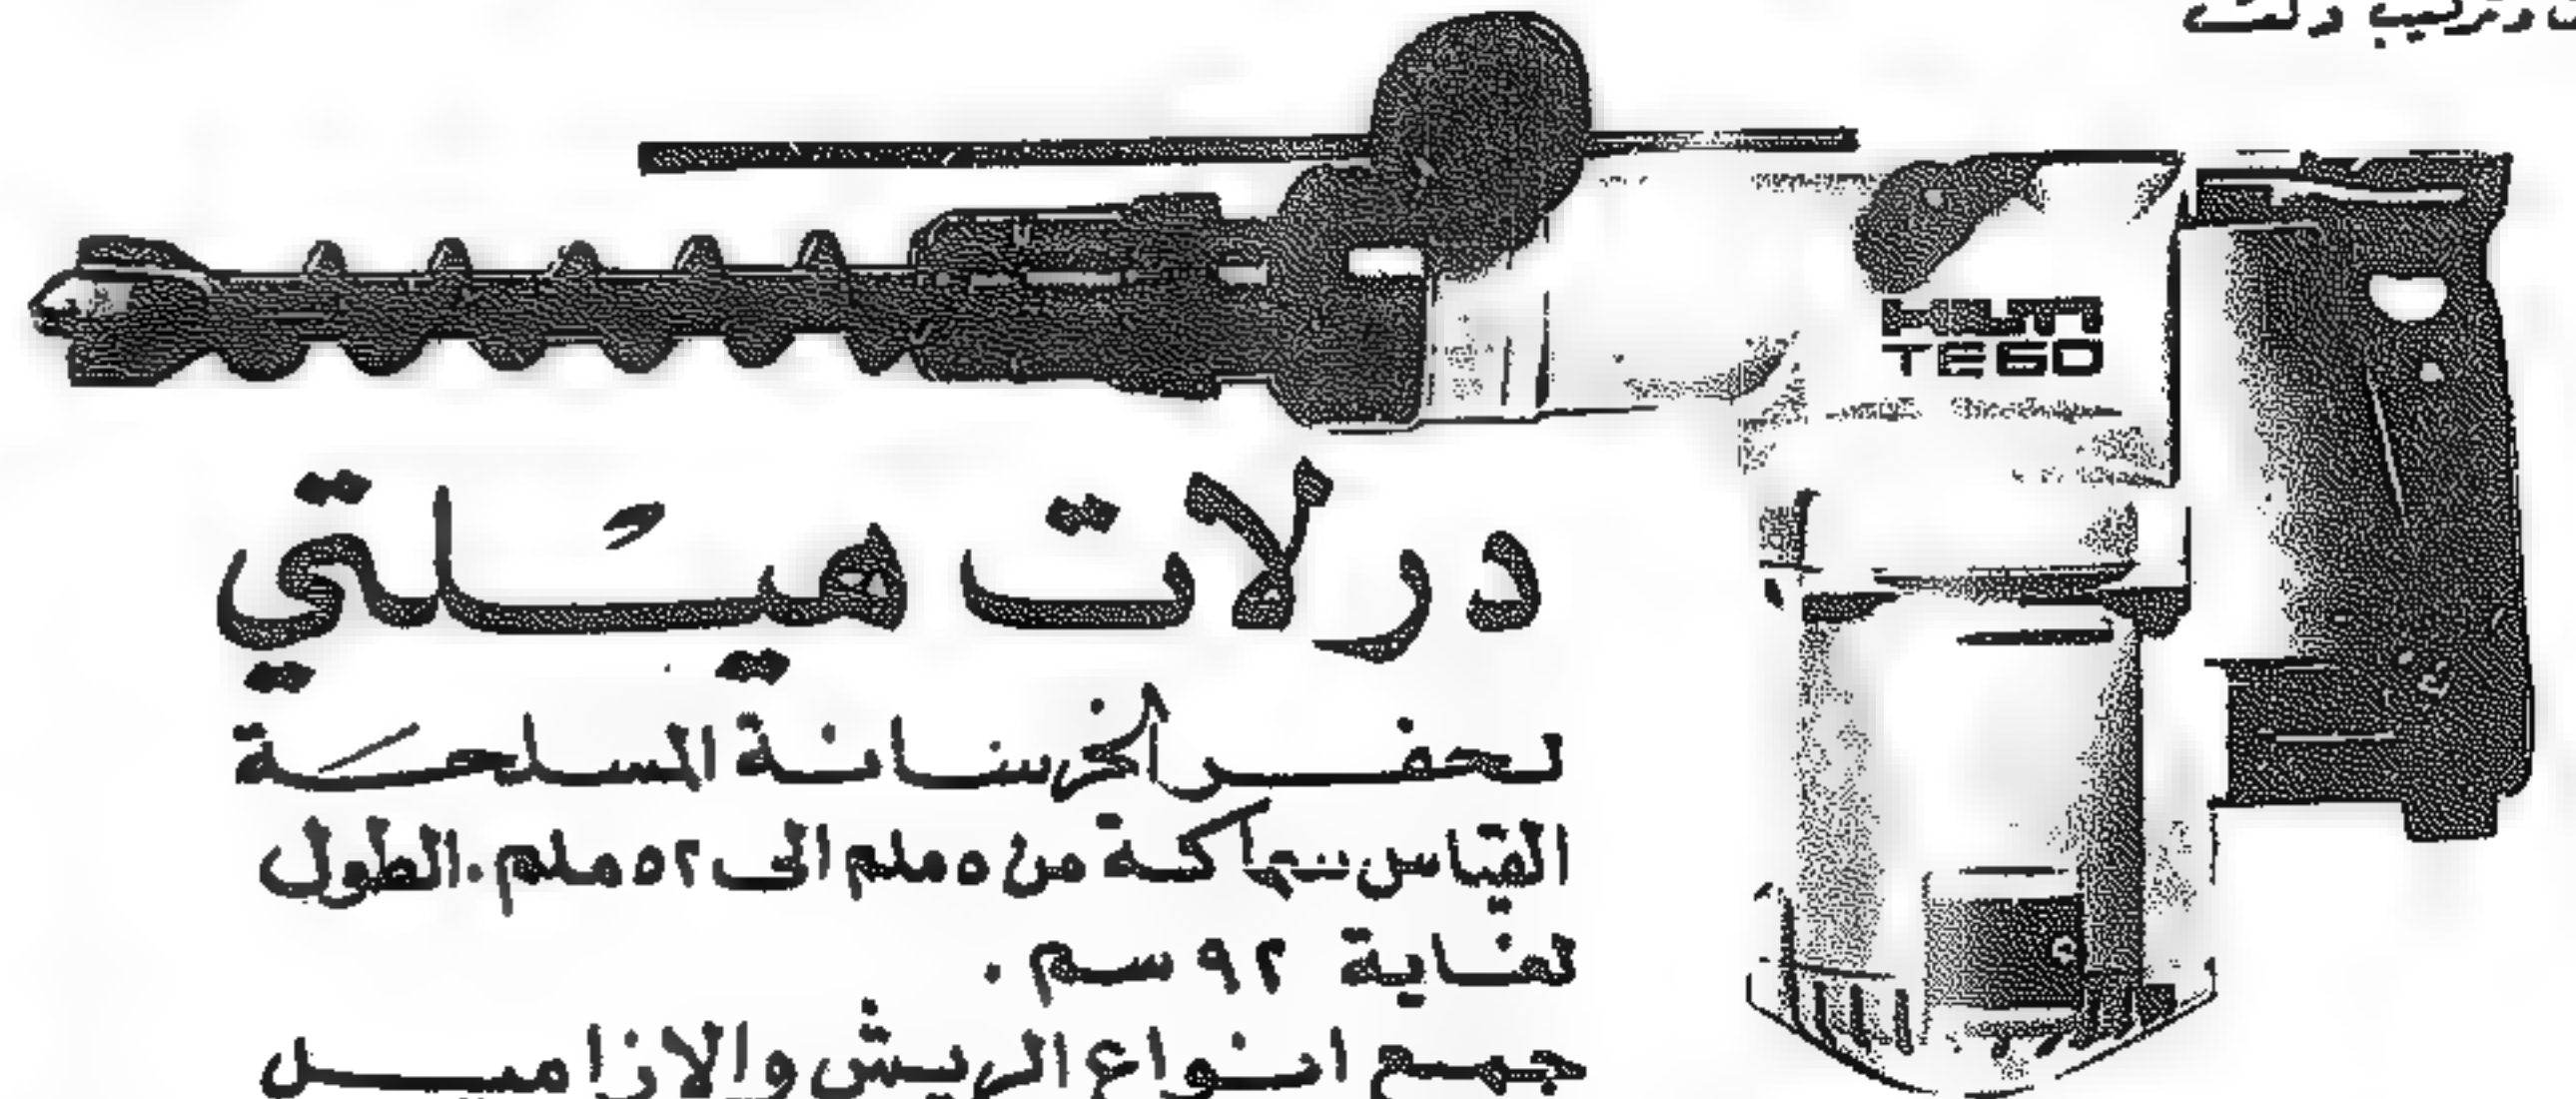 وتركيب
HILTI
TE60
درلات هيلتي
لحفر الخرسانة المسلحة
القياس سماكة من ٥ ملم الى ٥٢ ملم . الطول
لغاية ٩٢ سم .
جميع انواع الريش والازاميل